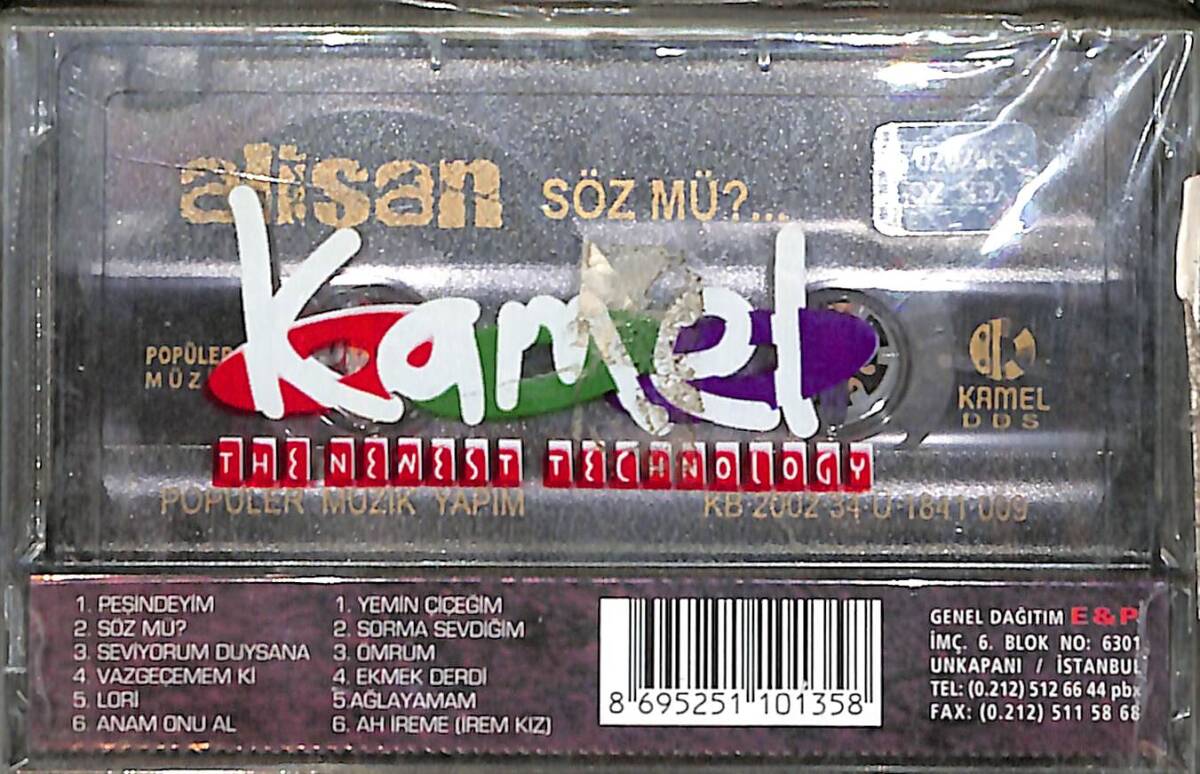 alişan SÖZ MÜ?...
Kamel
POPÜLER
MÜZ
KAMEL
DDS
THE NEWEST TECHNOLOGY
POPÜLER MÜZİK YAPIM KB 2002 34 Ü 1841 009
1. PEŞİNDEYİM
2. SÖZ MÜ?
3. SEVİYORUM DUYSANA
4. VAZGEÇEMEM Kİ
5. LORİ
6. ANAM ONU AL
1. YEMİN ÇİÇEĞİM
2. SORMA SEVDİĞİM
3. ÖMRÜM
4. EKMEK DERDİ
5.AĞLAYAMAM
6. AH İREME (İREM KIZ)
8 695251 101358
GENEL DAĞITIM E&P
İMÇ. 6. BLOK NO: 6301
UNKAPANI / İSTANBUL
TEL: (0.212) 512 66 44 pbx
FAX: (0.212) 511 58 68